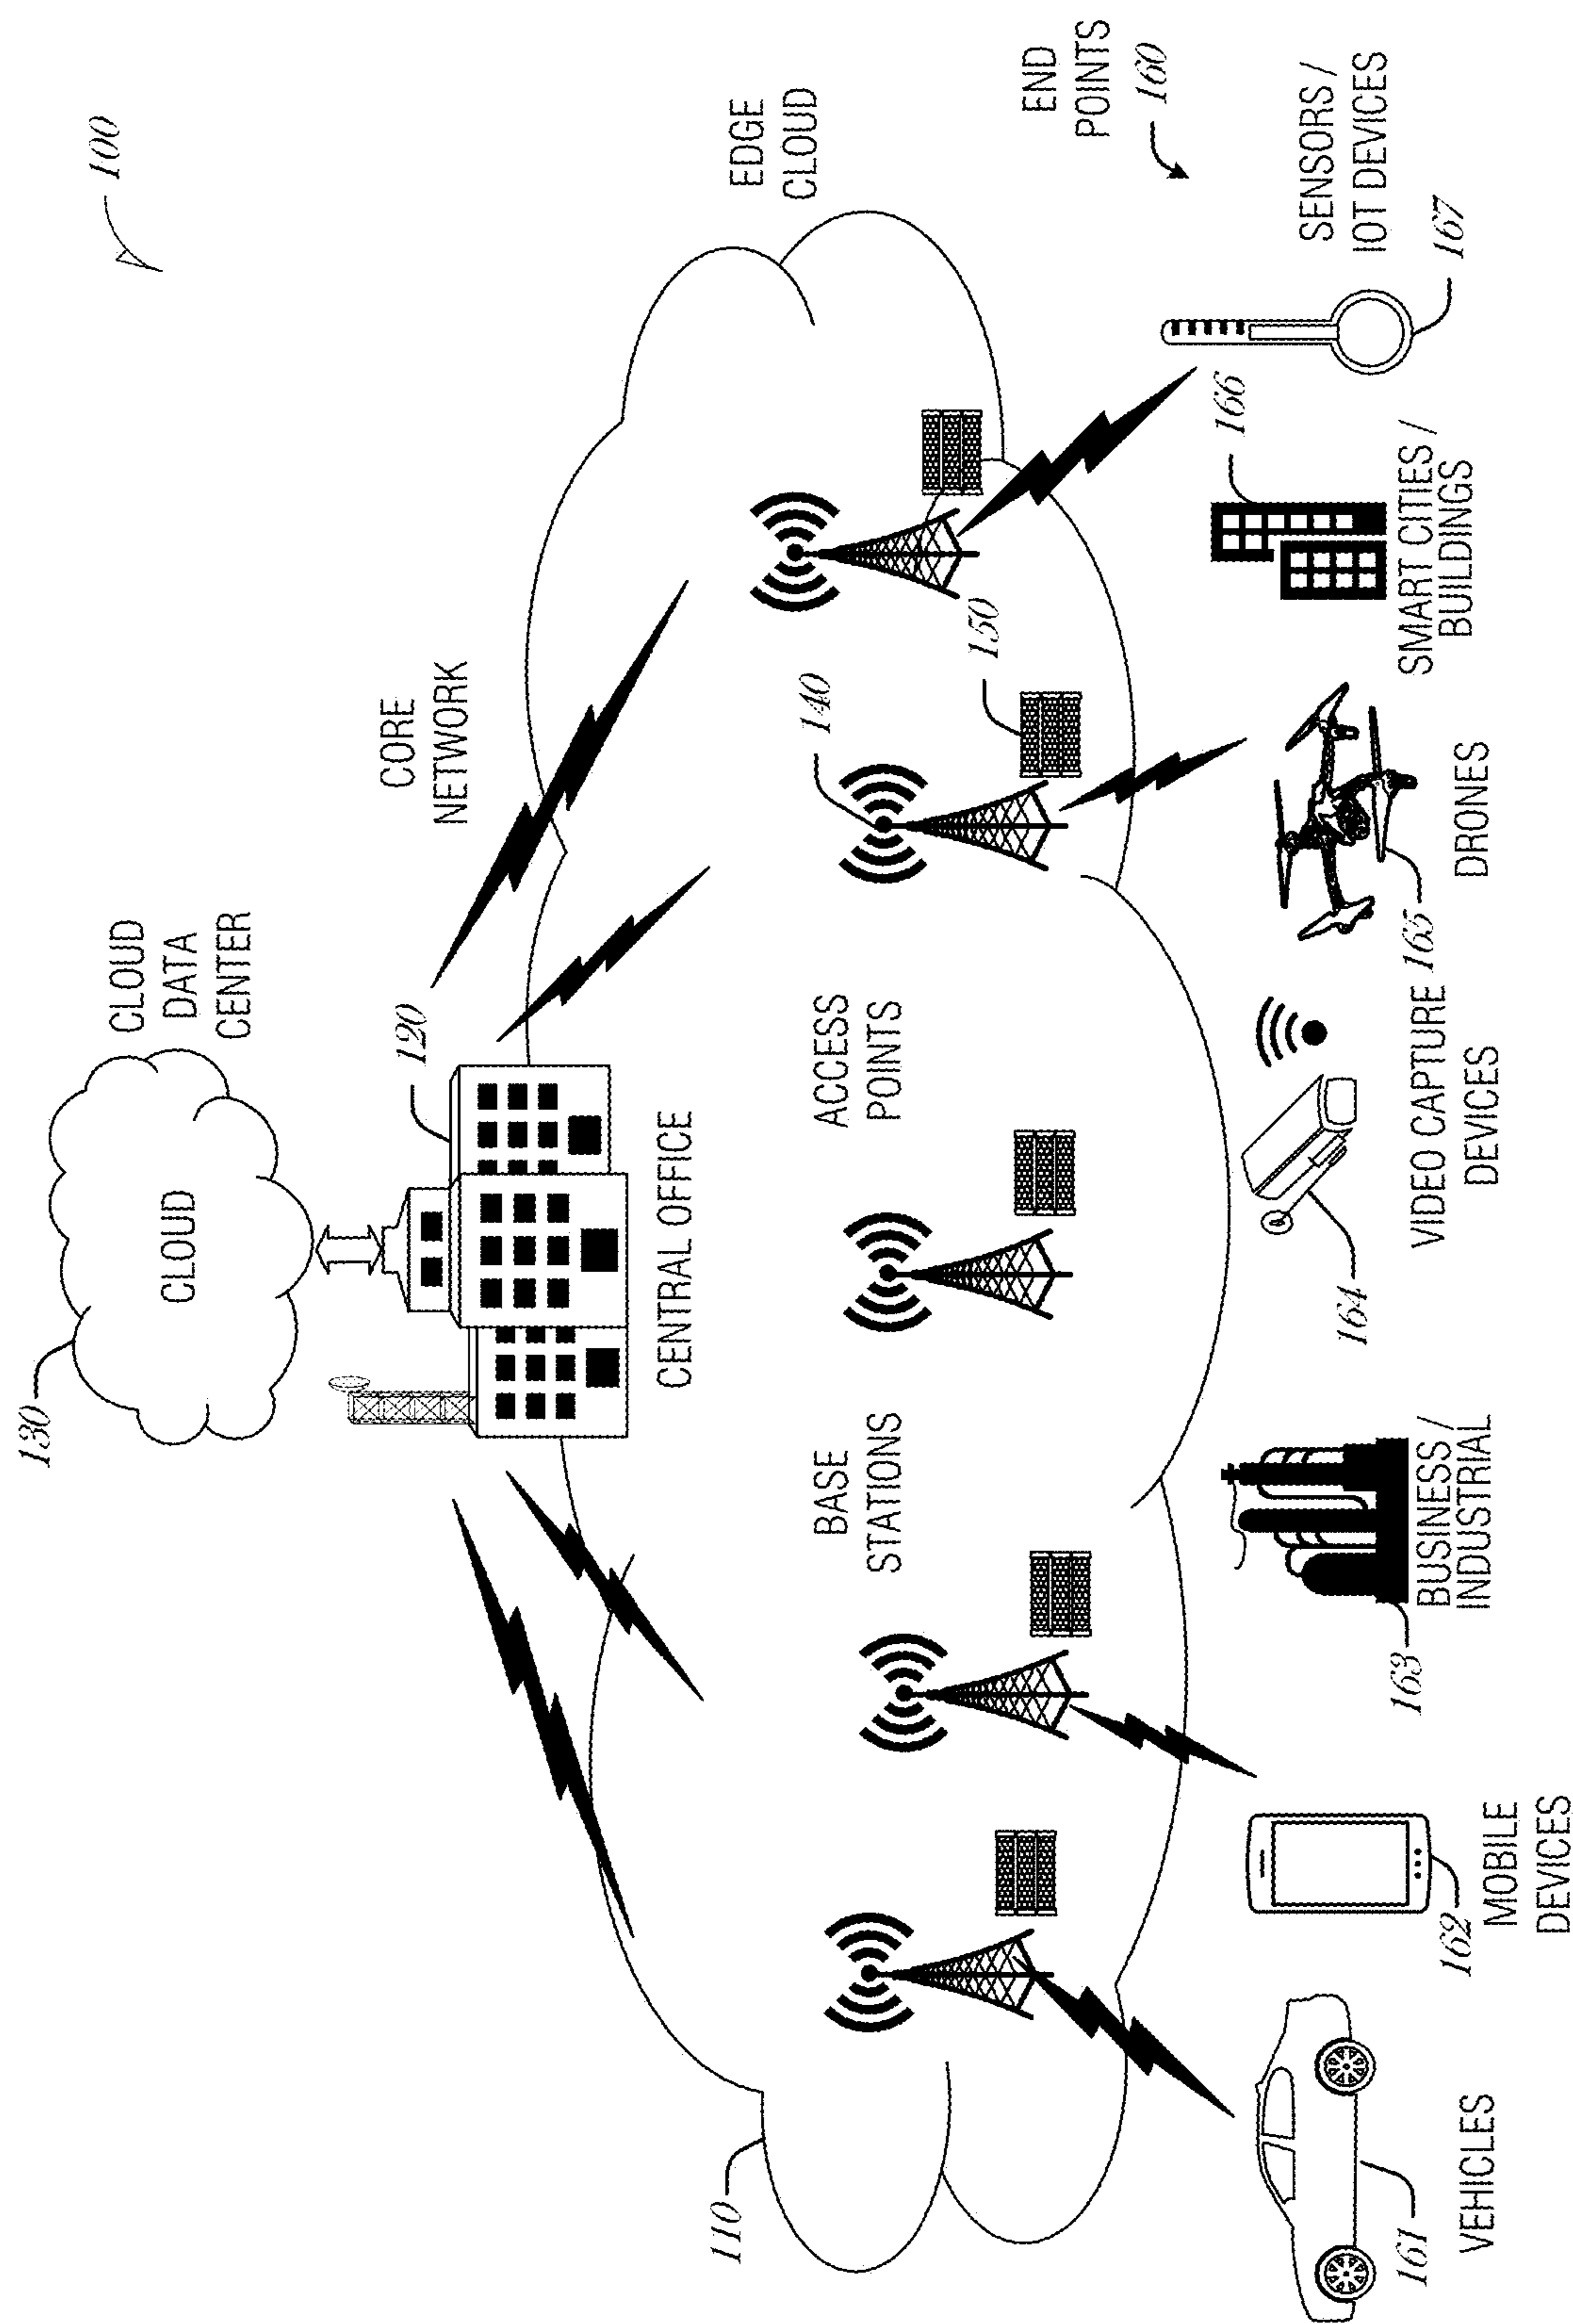 100
130
CLOUD
CLOUD
DATA
CENTER
120
CORE
NETWORK
CENTRAL OFFICE
EDGE
CLOUD
110
BASE
STATIONS
ACCESS
POINTS
140
150
END
POINTS
160
161
VEHICLES
162
MOBILE
DEVICES
163
BUSINESS /
INDUSTRIAL
164
VIDEO CAPTURE
DEVICES
165
DRONES
166
SMART CITIES /
BUILDINGS
SENSORS /
IOT DEVICES
167